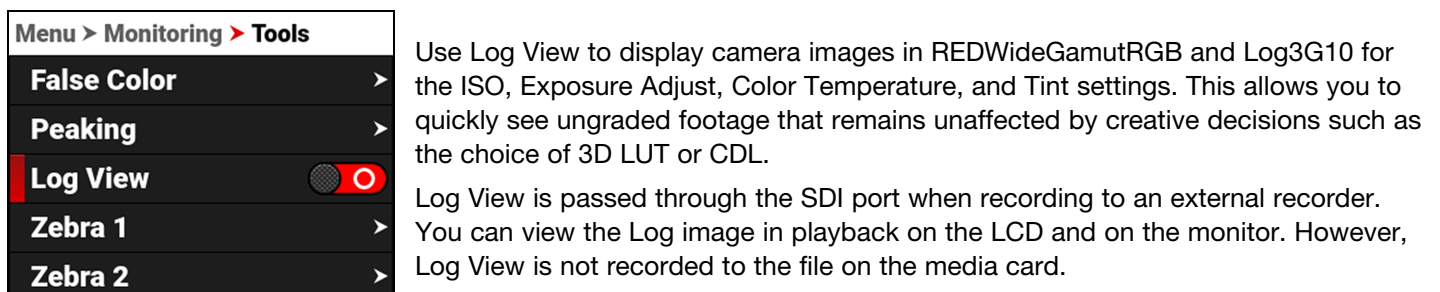 Menu > Monitoring > Tools
False Color >
Peaking >
Log View
Zebra 1 >
Zebra 2 >
Use Log View to display camera images in REDWideGamutRGB and Log3G10 for
the ISO, Exposure Adjust, Color Temperature, and Tint settings. This allows you to
quickly see ungraded footage that remains unaffected by creative decisions such as
the choice of 3D LUT or CDL.
Log View is passed through the SDI port when recording to an external recorder.
You can view the Log image in playback on the LCD and on the monitor. However,
Log View is not recorded to the file on the media card.